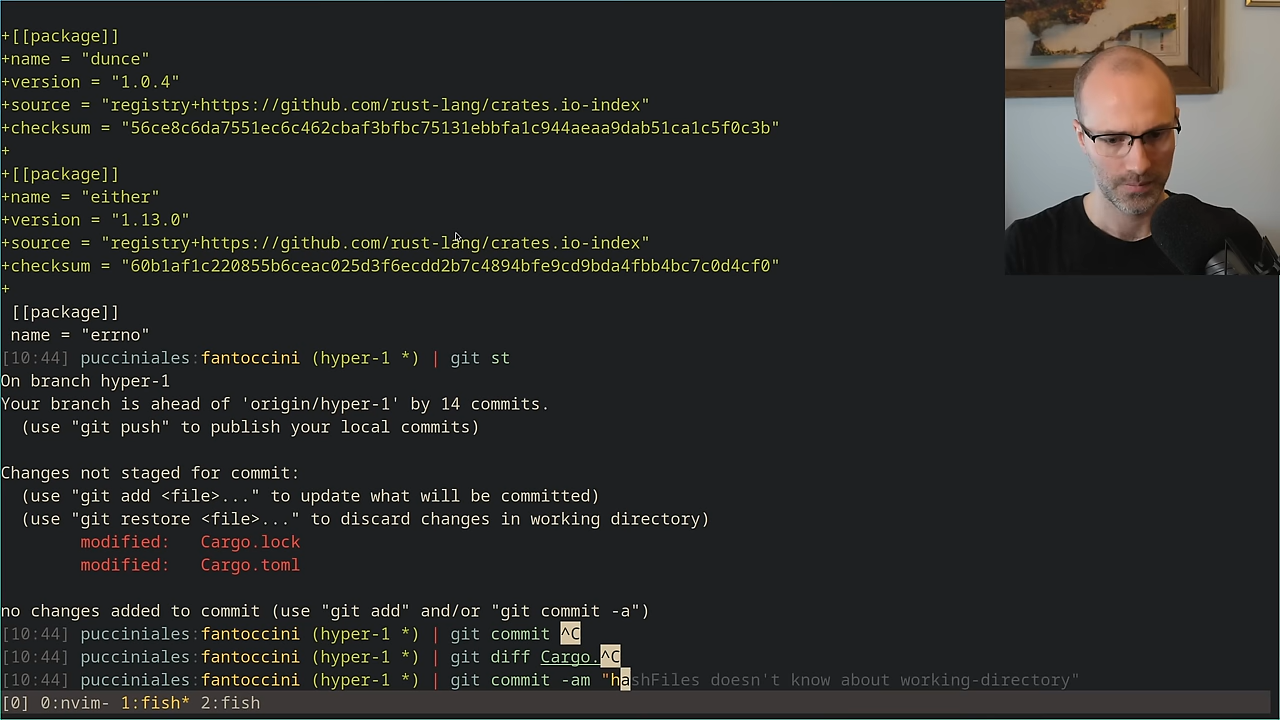 +[[package]]
+name = "dunce"
+version = "1.0.4"
+source = "registry+https://github.com/rust-lang/crates.io-index"
+checksum = "56ce8c6da7551ec6c462cbaf3bfbc75131ebbfa1c944aeaa9dab51ca1c5f0c3b"
+
+[[package]]
+name = "either"
+version = "1.13.0"
+source = "registry+https://github.com/rust-lang/crates.io-index"
+checksum = "60b1af1c220855b6ceac025d3f6ecdd2b7c4894bfe9cd9bda4fbb4bc7c0d4cf0"
+
[[package]]
name = "errno"
[10:44] pucciniales:fantoccini (hyper-1 *) | git st
On branch hyper-1
Your branch is ahead of 'origin/hyper-1' by 14 commits.
(use "git push" to publish your local commits)
Changes not staged for commit:
(use "git add <file>..." to update what will be committed)
(use "git restore <file>..." to discard changes in working directory)
modified:   Cargo.lock
modified:   Cargo.toml
no changes added to commit (use "git add" and/or "git commit -a")
[10:44] pucciniales:fantoccini (hyper-1 *) | git commit ^C
[10:44] pucciniales:fantoccini (hyper-1 *) | git diff Cargo.^C
[10:44] pucciniales:fantoccini (hyper-1 *) | git commit -am "hashFiles doesn't know about working-directory"
[0] 0:nvim- 1:fish* 2:fish